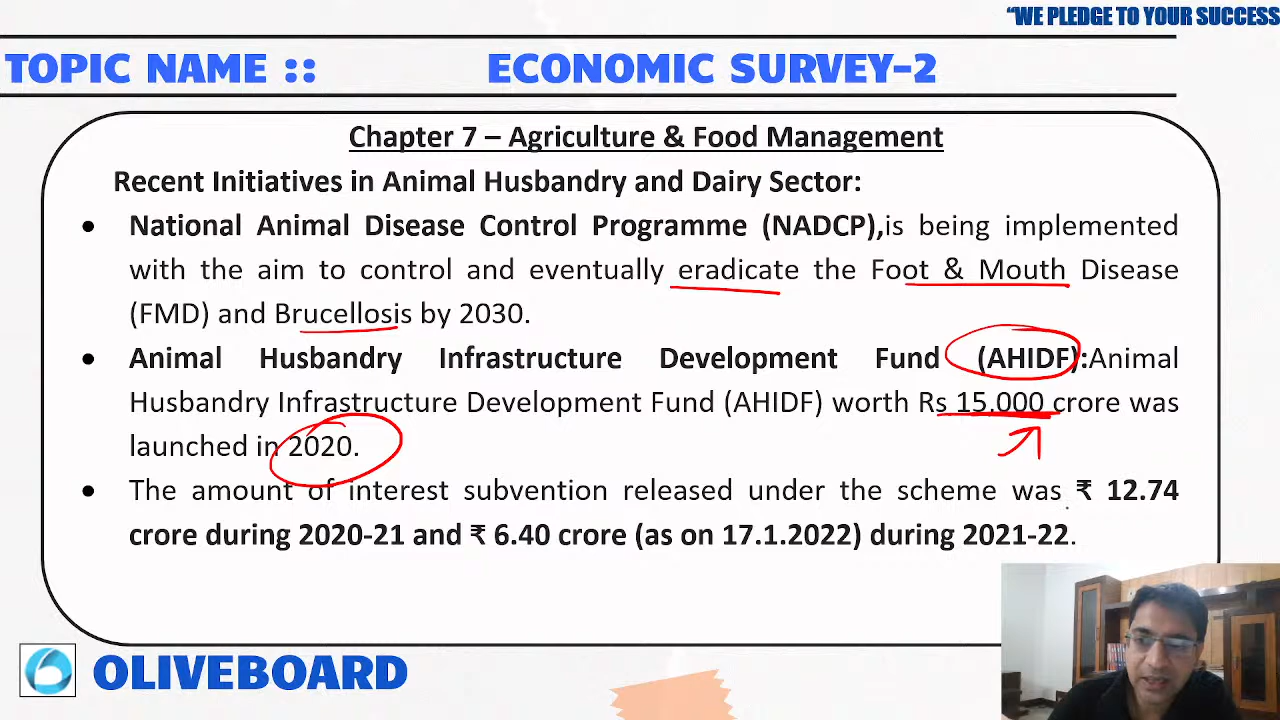 “WE PLEDGE TO YOUR SUCCESS
TOPIC NAME :: ECONOMIC SURVEY-2
Chapter 7 – Agriculture & Food Management
Recent Initiatives in Animal Husbandry and Dairy Sector:
• National Animal Disease Control Programme (NADCP),is being implemented
with the aim to control and eventually eradicate the Foot & Mouth Disease
(FMD) and Brucellosis by 2030.
• Animal Husbandry Infrastructure Development Fund (AHIDF):Animal
Husbandry Infrastructure Development Fund (AHIDF) worth Rs 15.000 crore was
launched in 2020.
• The amount of interest subvention released under the scheme was ₹ 12.74
crore during 2020-21 and ₹ 6.40 crore (as on 17.1.2022) during 2021-22.
OLIVEBOARD